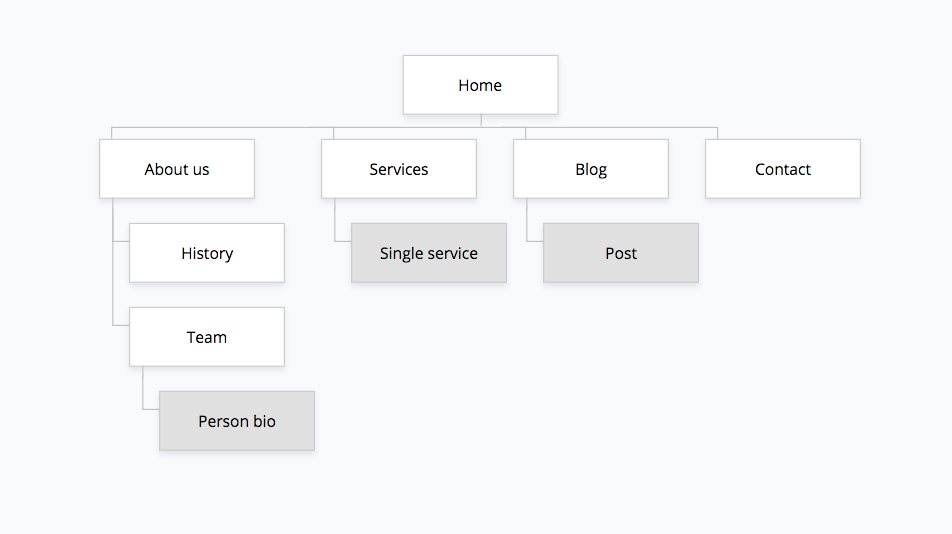 Home
About us
Services
Blog
Contact
History
Single service
Post
Team
Person bio